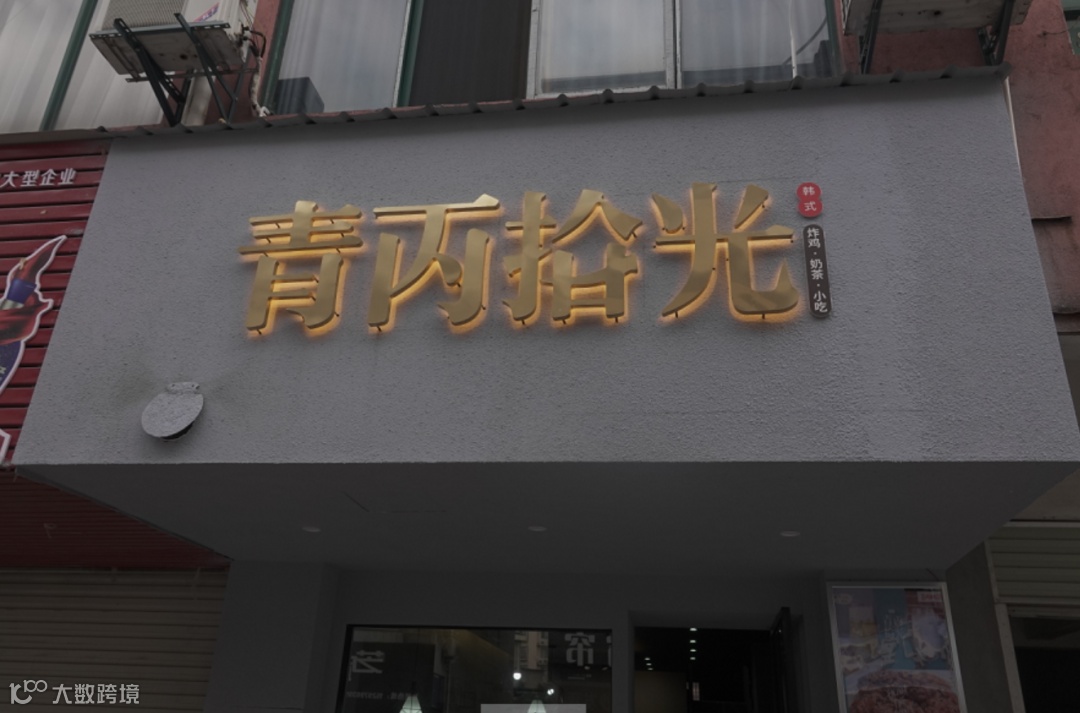 大型企业
青丙拾光
韩式
炸鸡·奶茶·小吃
帘
大数跨境